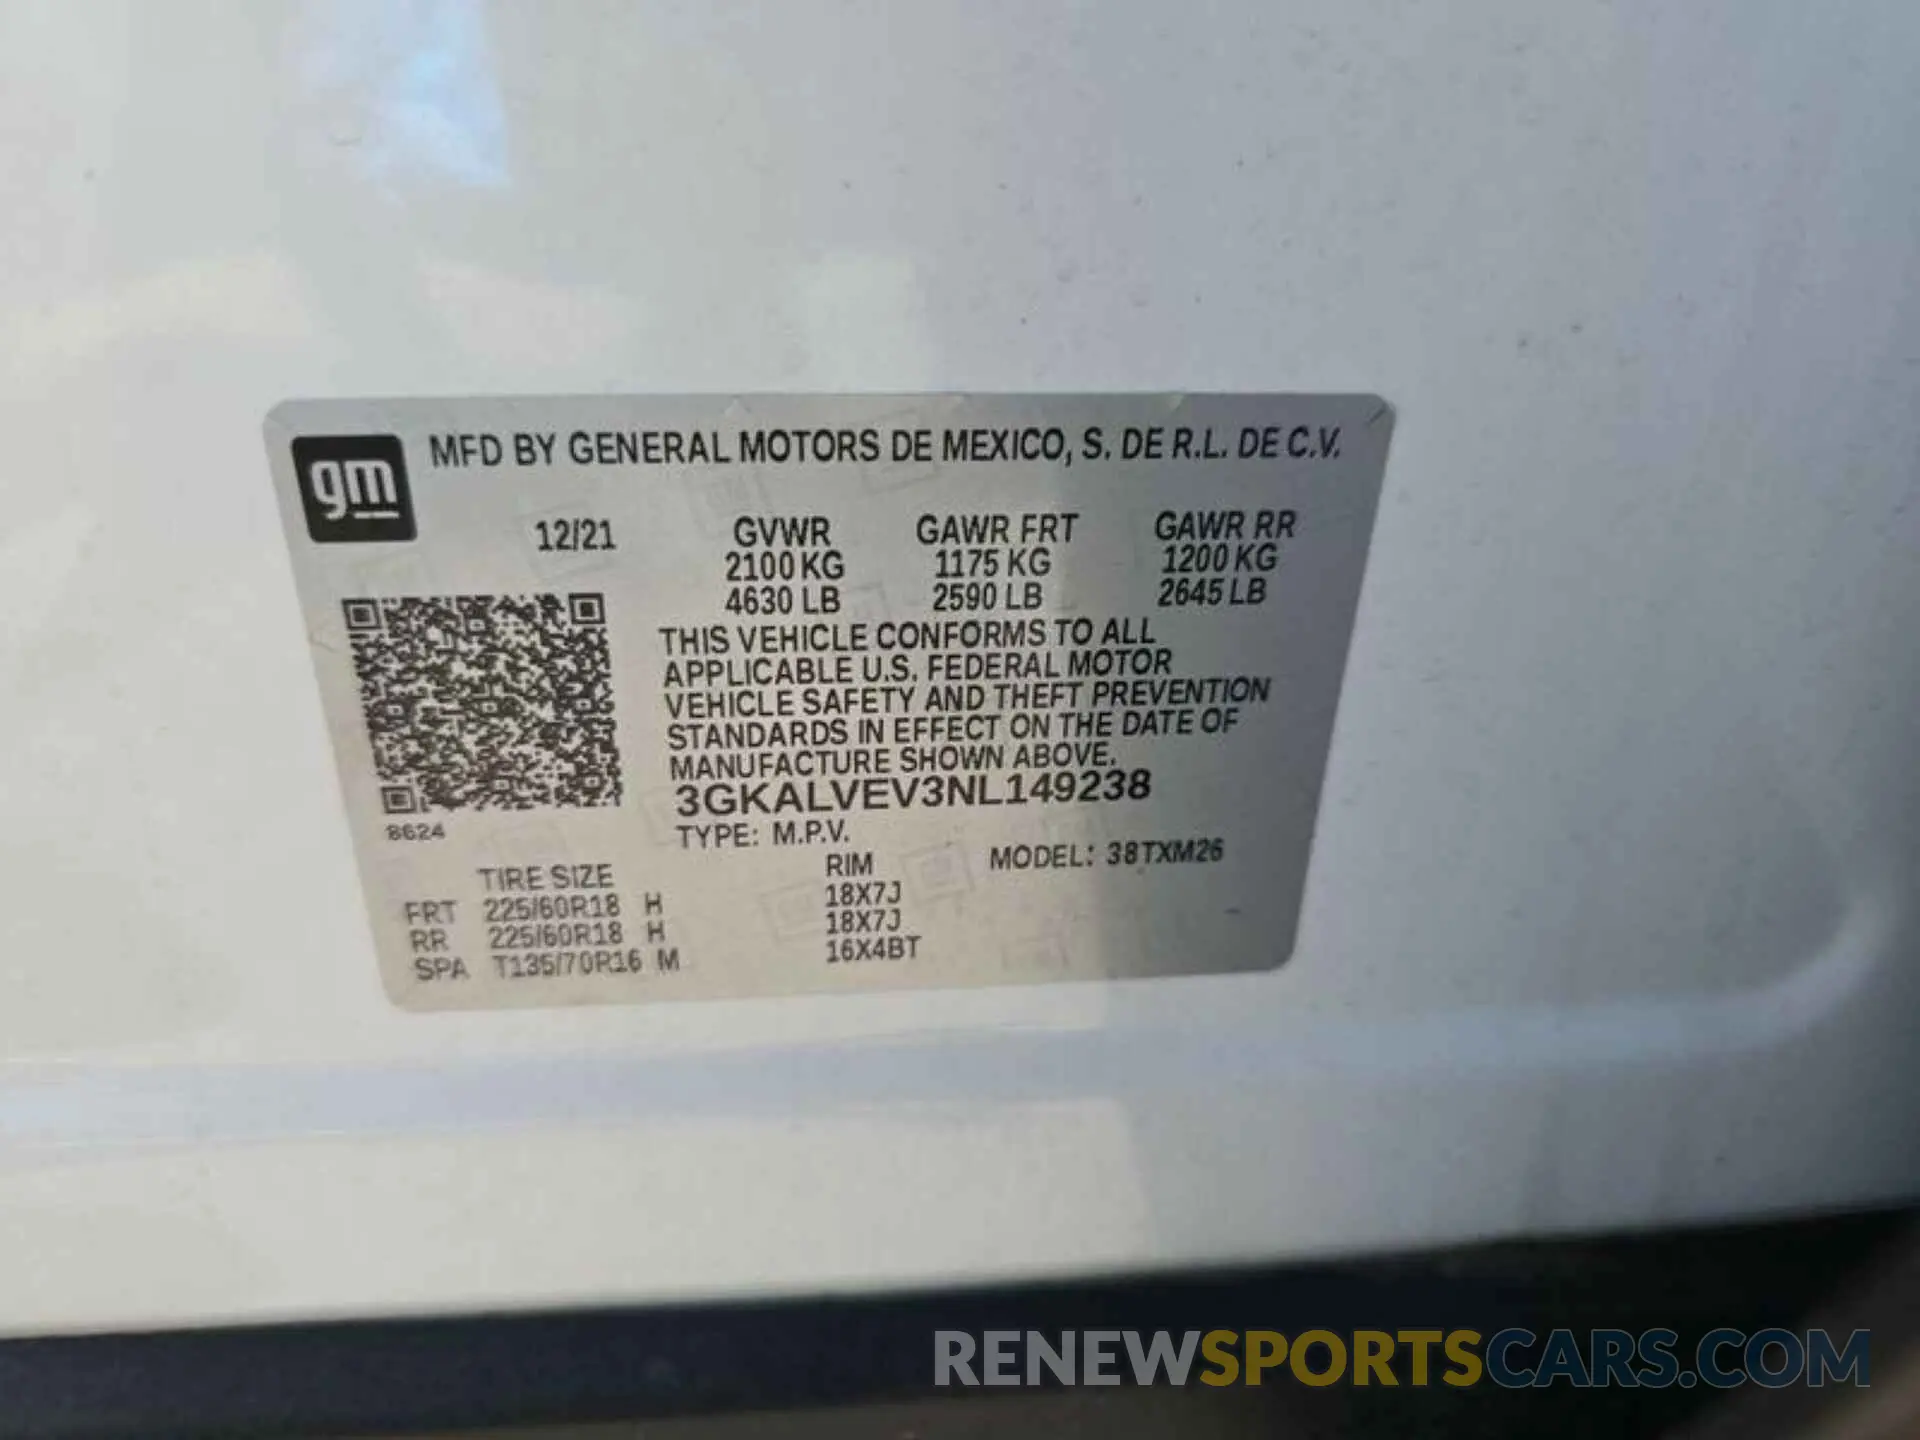 gm
MFD BY GENERAL MOTORS DE MEXICO, S. DE R.L. DE C.V.
12/21 GVWR GAWR FRT GAWR RR
2100 KG 1175 KG 1200 KG
4630 LB 2590 LB 2645 LB
THIS VEHICLE CONFORMS TO ALL
APPLICABLE U.S. FEDERAL MOTOR
VEHICLE SAFETY AND THEFT PREVENTION
STANDARDS IN EFFECT ON THE DATE OF
MANUFACTURE SHOWN ABOVE.
3GKALVEV3NL149238
8624
TYPE: M.P.V.
TIRE SIZE RIM MODEL: 38TXM26
FRT 225/60R18 H 18X7J
RR 225/60R18 H 18X7J
SPA T135/70R16 M 16X4BT
RENEWSPORTSCARS.COM